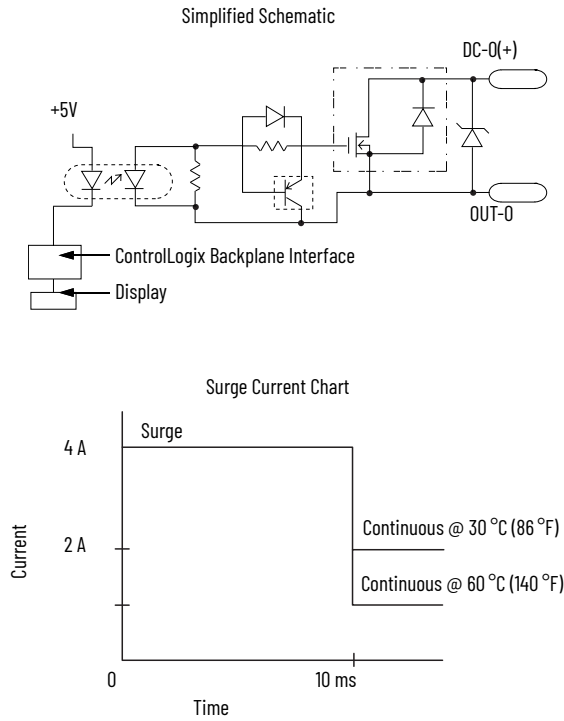 Simplified Schematic
DC-0(+)
+5V
OUT-0
ControlLogix Backplane Interface
Display
Surge Current Chart
Surge
4 A
Continuous @ 30 °C (86 °F)
2 A
Current
Continuous @ 60 °C (140 °F)
0
10 ms
Time